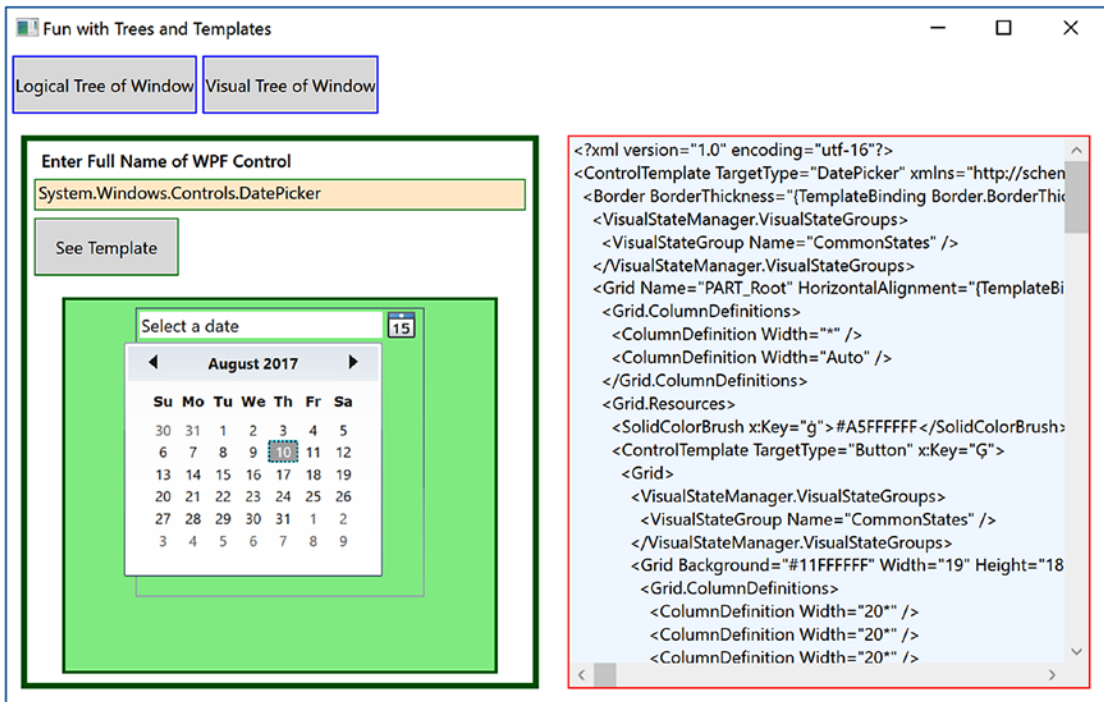 Fun with Trees and Templates
Logical Tree of Window
Visual Tree of Window
Enter Full Name of WPF Control
System.Windows.Controls.DatePicker
See Template
Select a date
15
August 2017
Su Mo Tu We Th Fr Sa
30 31 1 2 3 4 5
6 7 8 9 10 11 12
13 14 15 16 17 18 19
20 21 22 23 24 25 26
27 28 29 30 31 1 2
3 4 5 6 7 8 9
<?xml version="1.0" encoding="utf-16"?>
<ControlTemplate TargetType="DatePicker" xmlns="http://schem
<Border BorderThickness="{TemplateBinding Border.BorderThic
<VisualStateManager.VisualStateGroups>
<VisualStateGroup Name="CommonStates" />
</VisualStateManager.VisualStateGroups>
<Grid Name="PART_Root" HorizontalAlignment="{TemplateBi
<Grid.ColumnDefinitions>
<ColumnDefinition Width="*" />
<ColumnDefinition Width="Auto" />
</Grid.ColumnDefinitions>
<Grid.Resources>
<SolidColorBrush x:Key="ġ">#A5FFFFFF</SolidColorBrush>
<ControlTemplate TargetType="Button" x:Key="Ģ">
<Grid>
<VisualStateManager.VisualStateGroups>
<VisualStateGroup Name="CommonStates" />
</VisualStateManager.VisualStateGroups>
<Grid Background="#11FFFFFF" Width="19" Height="18
<Grid.ColumnDefinitions>
<ColumnDefinition Width="20*" />
<ColumnDefinition Width="20*" />
<ColumnDefinition Width="20*" />